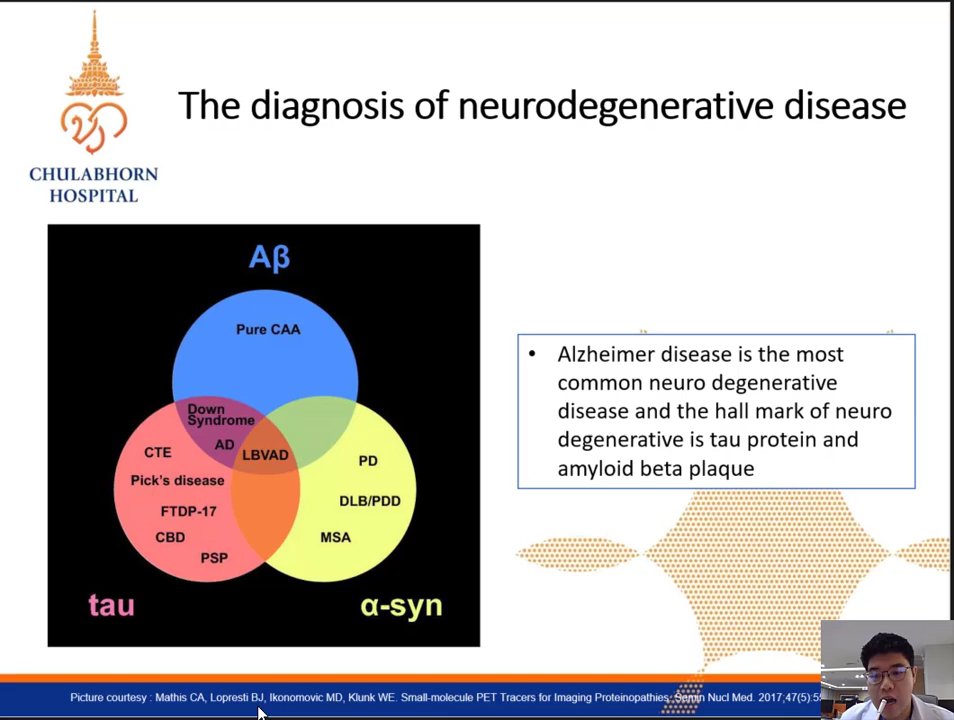 The diagnosis of neurodegenerative disease
CHULABHORN
HOSPITAL
Aβ
Pure CAA
Down
Syndrome
AD
LBVAD
CTE
Pick's disease
FTDP-17
CBD
PSP
PD
DLB/PDD
MSA
tau
α-syn
• Alzheimer disease is the most
common neuro degenerative
disease and the hall mark of neuro
degenerative is tau protein and
amyloid beta plaque
Picture courtesy : Mathis CA, Lopresti BJ, Ikonomovic MD, Klunk WE. Small-molecule PET Tracers for Imaging Proteinopathies. Semin Nucl Med. 2017;47(5):5